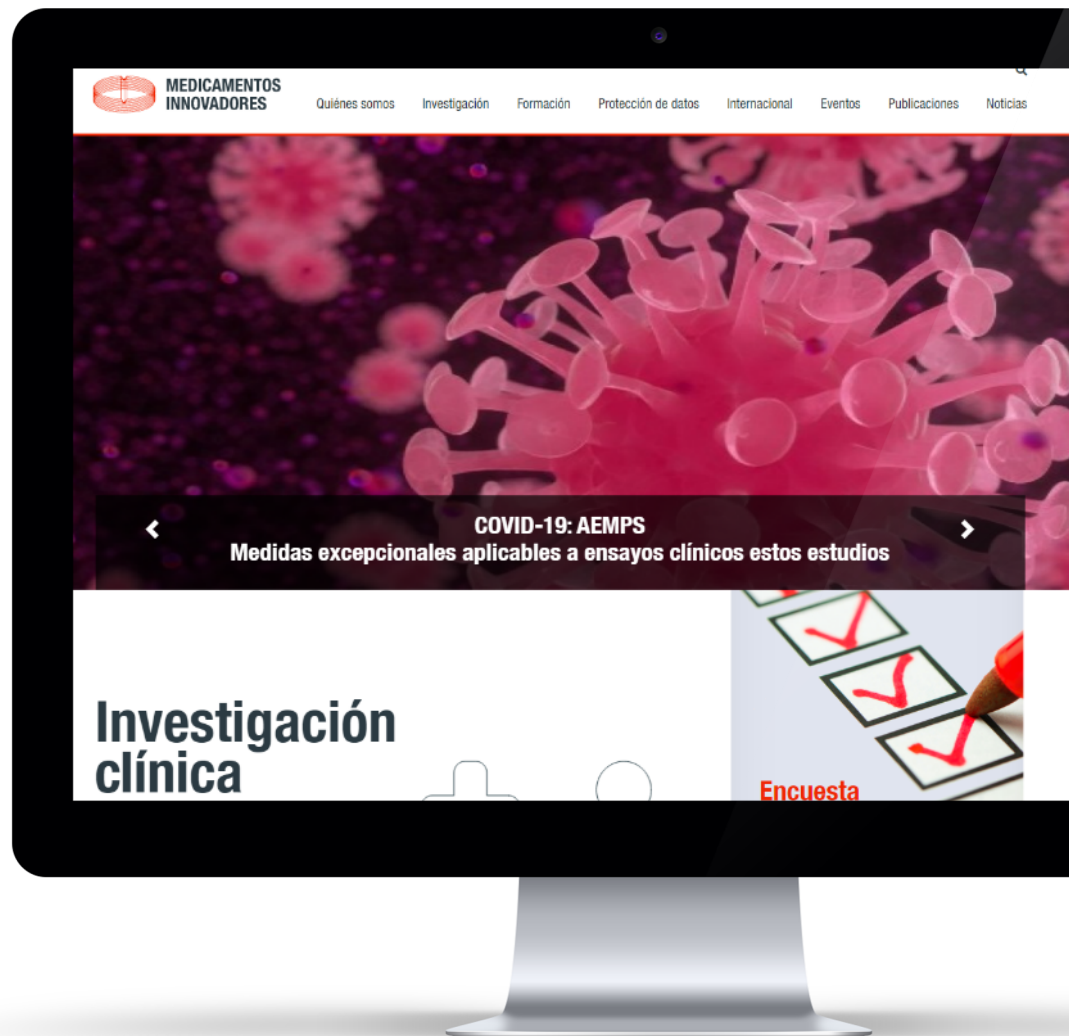 MEDICAMENTOS
INNOVADORES
Quiénes somos Investigación Formación Protección de datos Internacional Eventos Publicaciones Noticias
COVID-19: AEMPS
Medidas excepcionales aplicables a ensayos clínicos estos estudios
Investigación
clínica
Encuesta